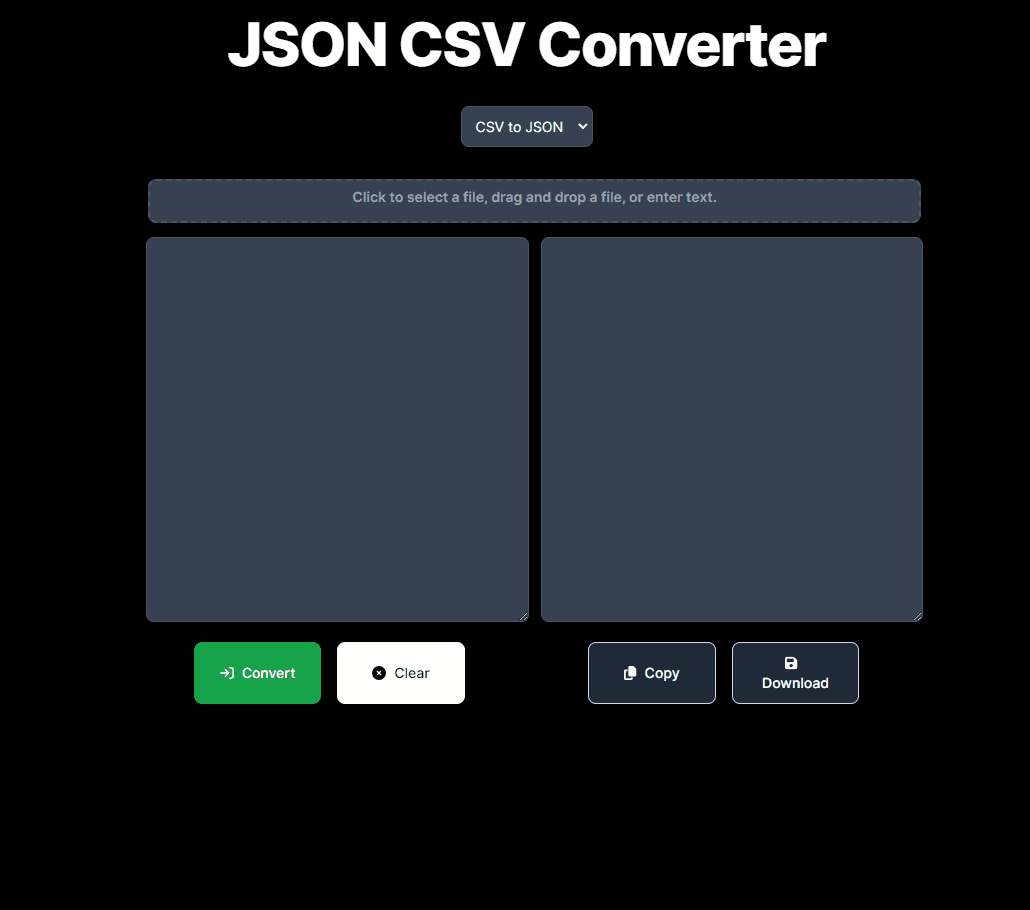 JSON CSV Converter
CSV to JSON
Click to select a file, drag and drop a file, or enter text.
Convert
Clear
Copy
Download